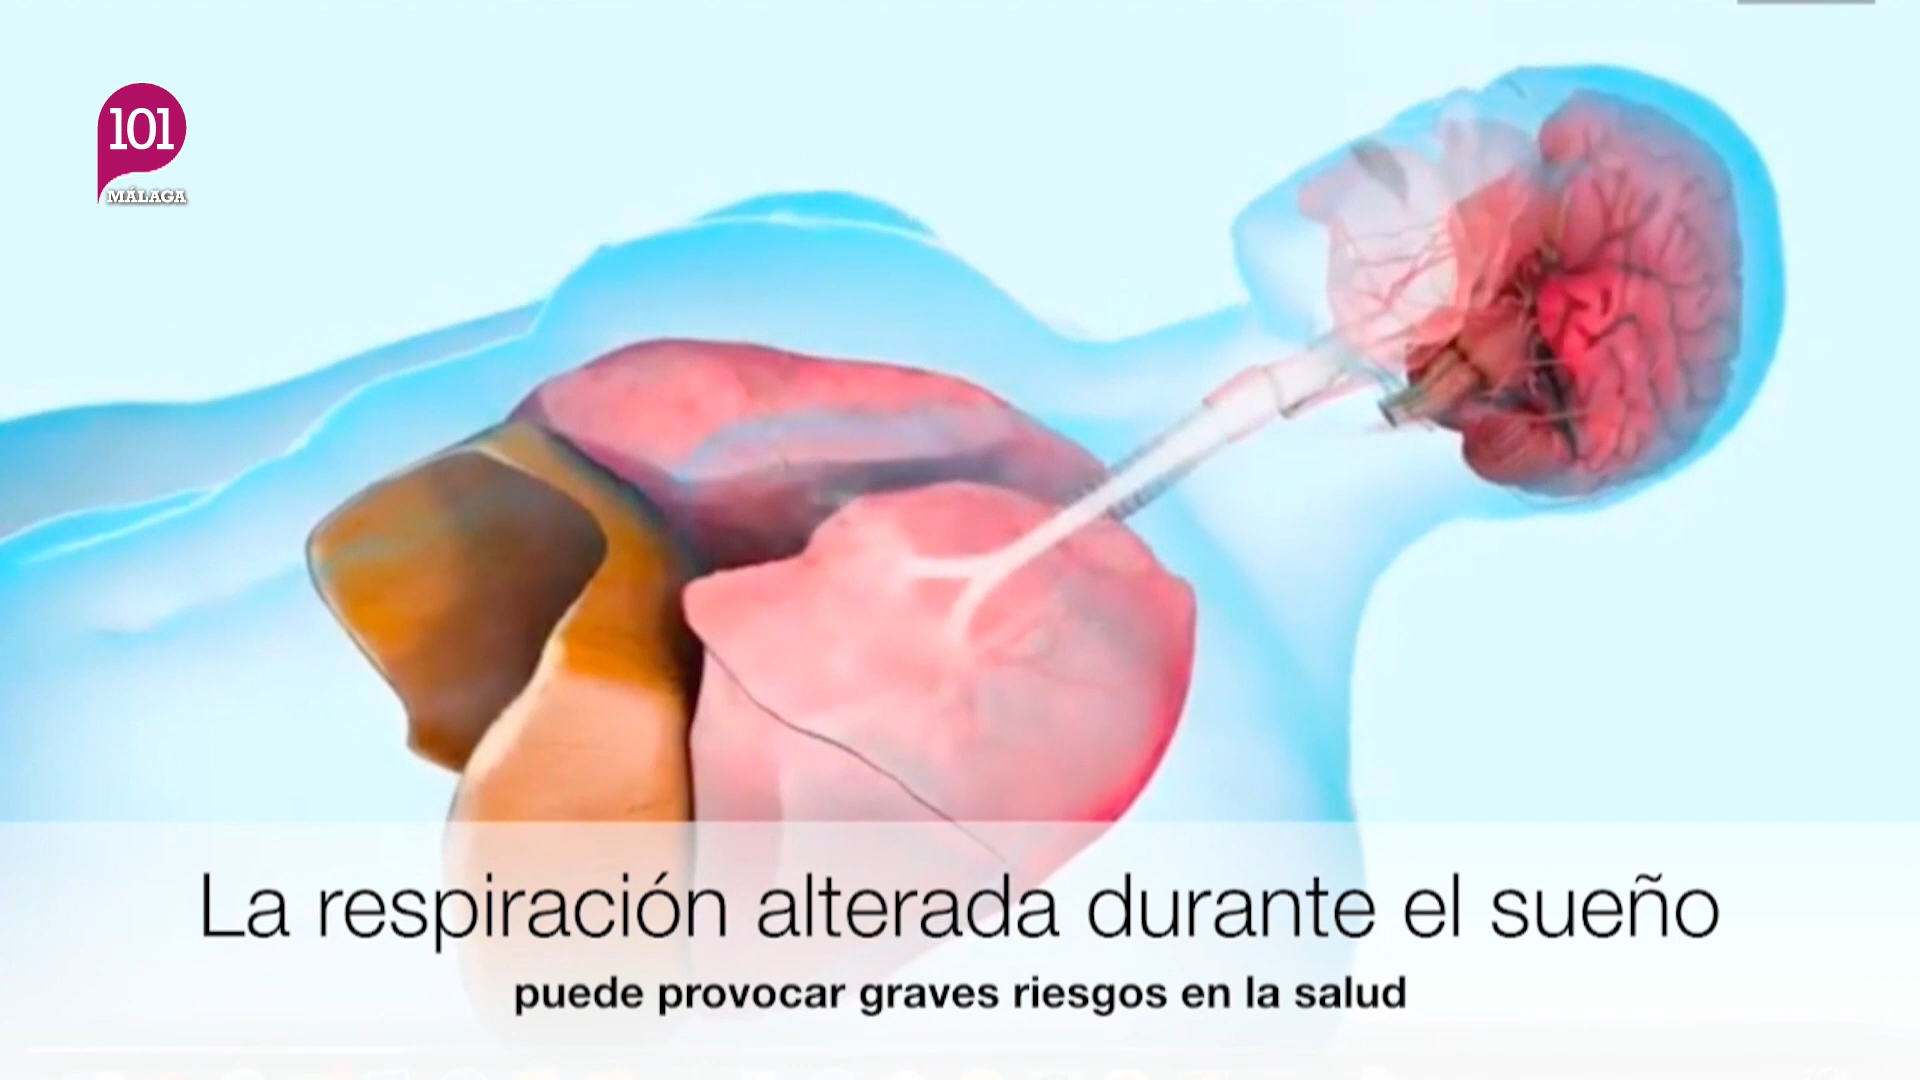 101
MÁLAGA
La respiración alterada durante el sueño
puede provocar graves riesgos en la salud